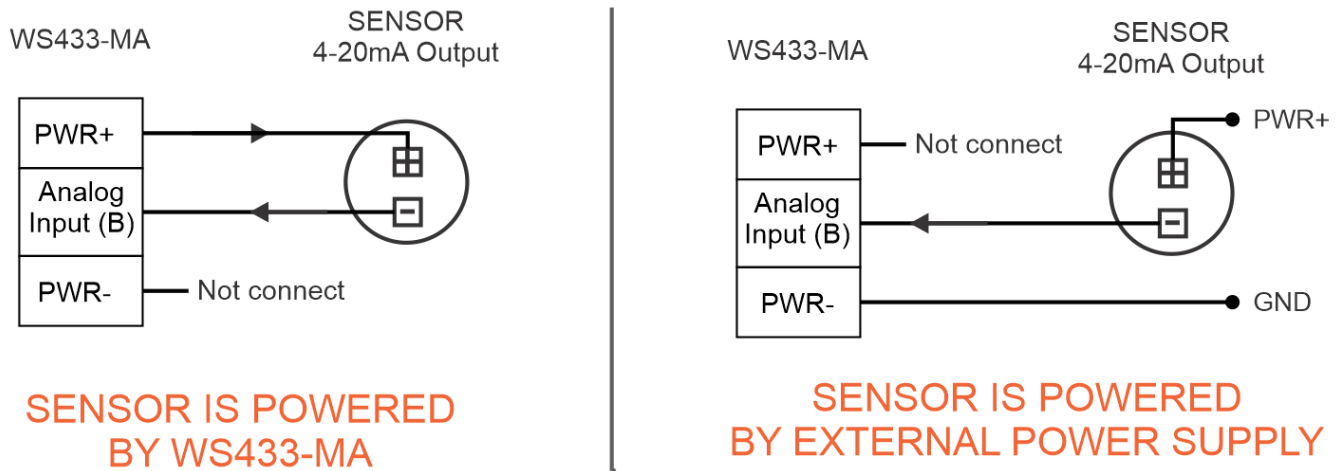 WS433-MA
SENSOR
4-20mA Output
PWR+
Analog
Input (B)
PWR-
Not connect
SENSOR IS POWERED
BY WS433-MA
WS433-MA
SENSOR
4-20mA Output
PWR+
PWR+
Not connect
Analog
Input (B)
PWR-
GND
SENSOR IS POWERED
BY EXTERNAL POWER SUPPLY